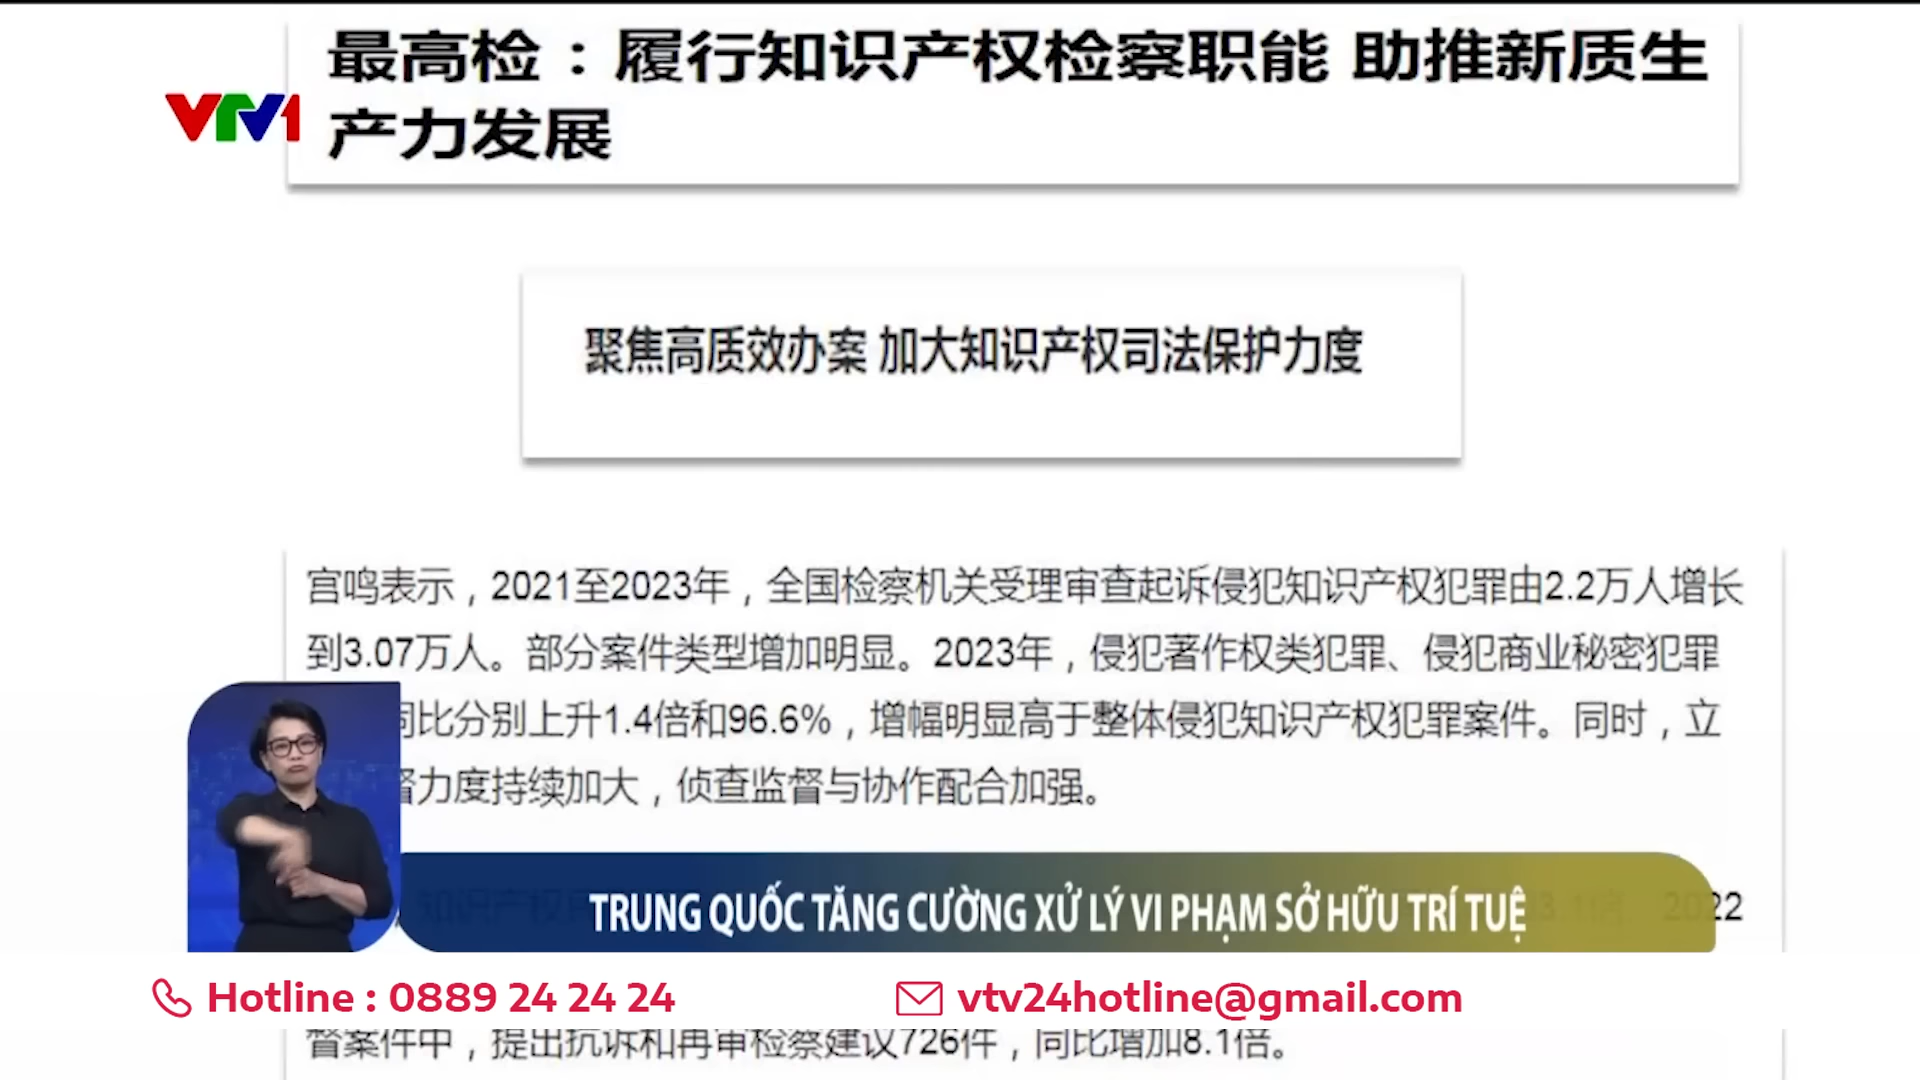 最高检：履行知识产权检察职能 助推新质生
产力发展
VTV1
聚焦高质效办案 加大知识产权司法保护力度
宫鸣表示，2021至2023年，全国检察机关受理审查起诉侵犯知识产权犯罪由2.2万人增长
到3.07万人。部分案件类型增加明显。2023年，侵犯著作权类犯罪、侵犯商业秘密犯罪
同比分别上升1.4倍和96.6%，增幅明显高于整体侵犯知识产权犯罪案件。同时，立
督力度持续加大，侦查监督与协作配合加强。
2022
TRUNG QUỐC TĂNG CƯỜNG XỬ LÝ VI PHẠM SỞ HỮU TRÍ TUỆ
Hotline : 0889 24 24 24
vtv24hotline@gmail.com
督案件中，提出抗诉和再审检察建议726件，同比增加8.1倍。